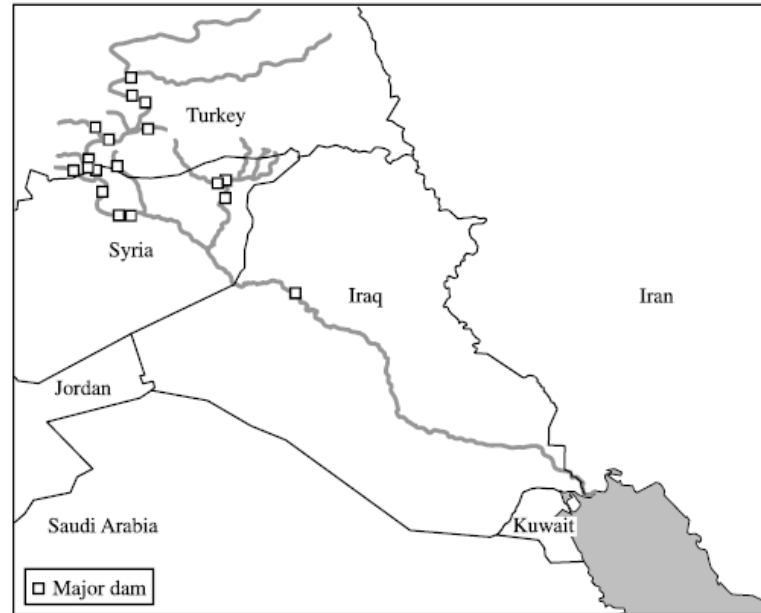 Turkey
Syria
Iraq
Iran
Jordan
Saudi Arabia
Kuwait
Major dam